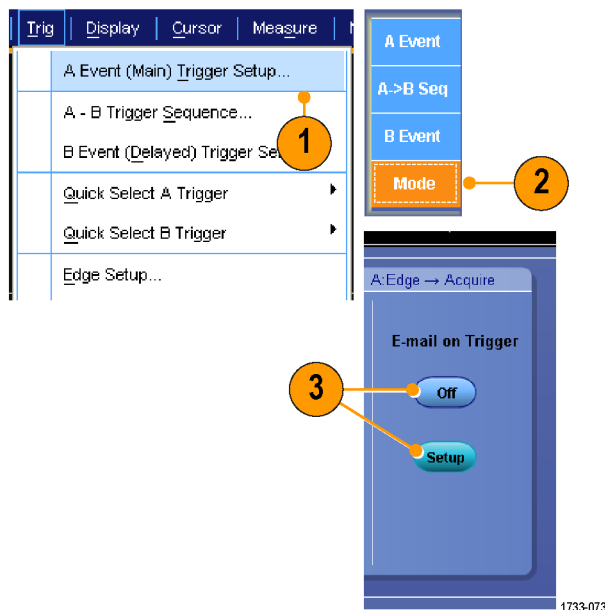 Trig Display Cursor Measure
A Event (Main) Trigger Setup...
A - B Trigger Sequence...
1
B Event (Delayed) Trigger
Quick Select A Trigger
Quick Select B Trigger
Edge Setup...
A Event
A->B Seq
B Event
Mode
2
A:Edge → Acquire
E-mail on Trigger
3
Off
Setup
1733-073